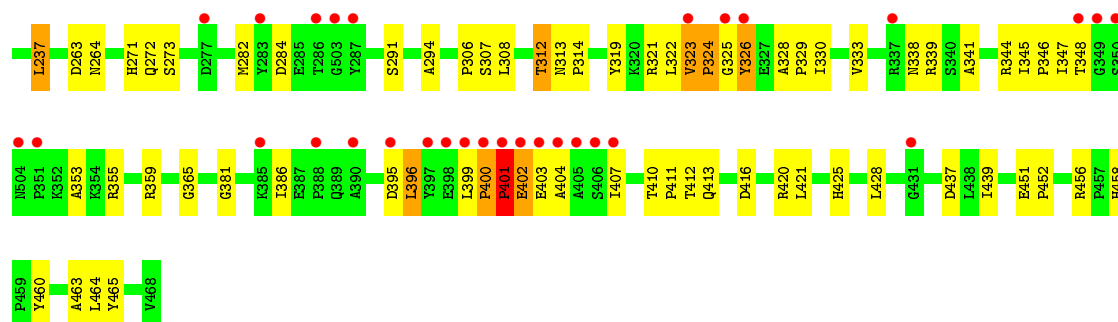 L237 D263 N264 H271 Q272 S273 D277 M282 Y283 D284 E285 T286 G503 Y287 S291 A294 P306 S307 L308 T312 N313 P314 Y319 K320 R321 L322 V323 P324 G325 Y326 E327 A328 P329 I330 V333 R337 N338 R339 S340 A341 R344 I345 P346 I347 T348 G349 S350
N504 P351 K352 A353 K354 R355 R359 G365 G381 K385 I386 E387 P388 Q389 A390 D395 L396 Y397 E398 L399 P400 P401 E402 E403 A404 A405 S406 I407 T410 P411 T412 Q413 D416 R420 L421 H425 L428 G431 D437 L438 I439 E451 P452 R456 P457 H458
P459 Y460 A463 L464 Y465 V468